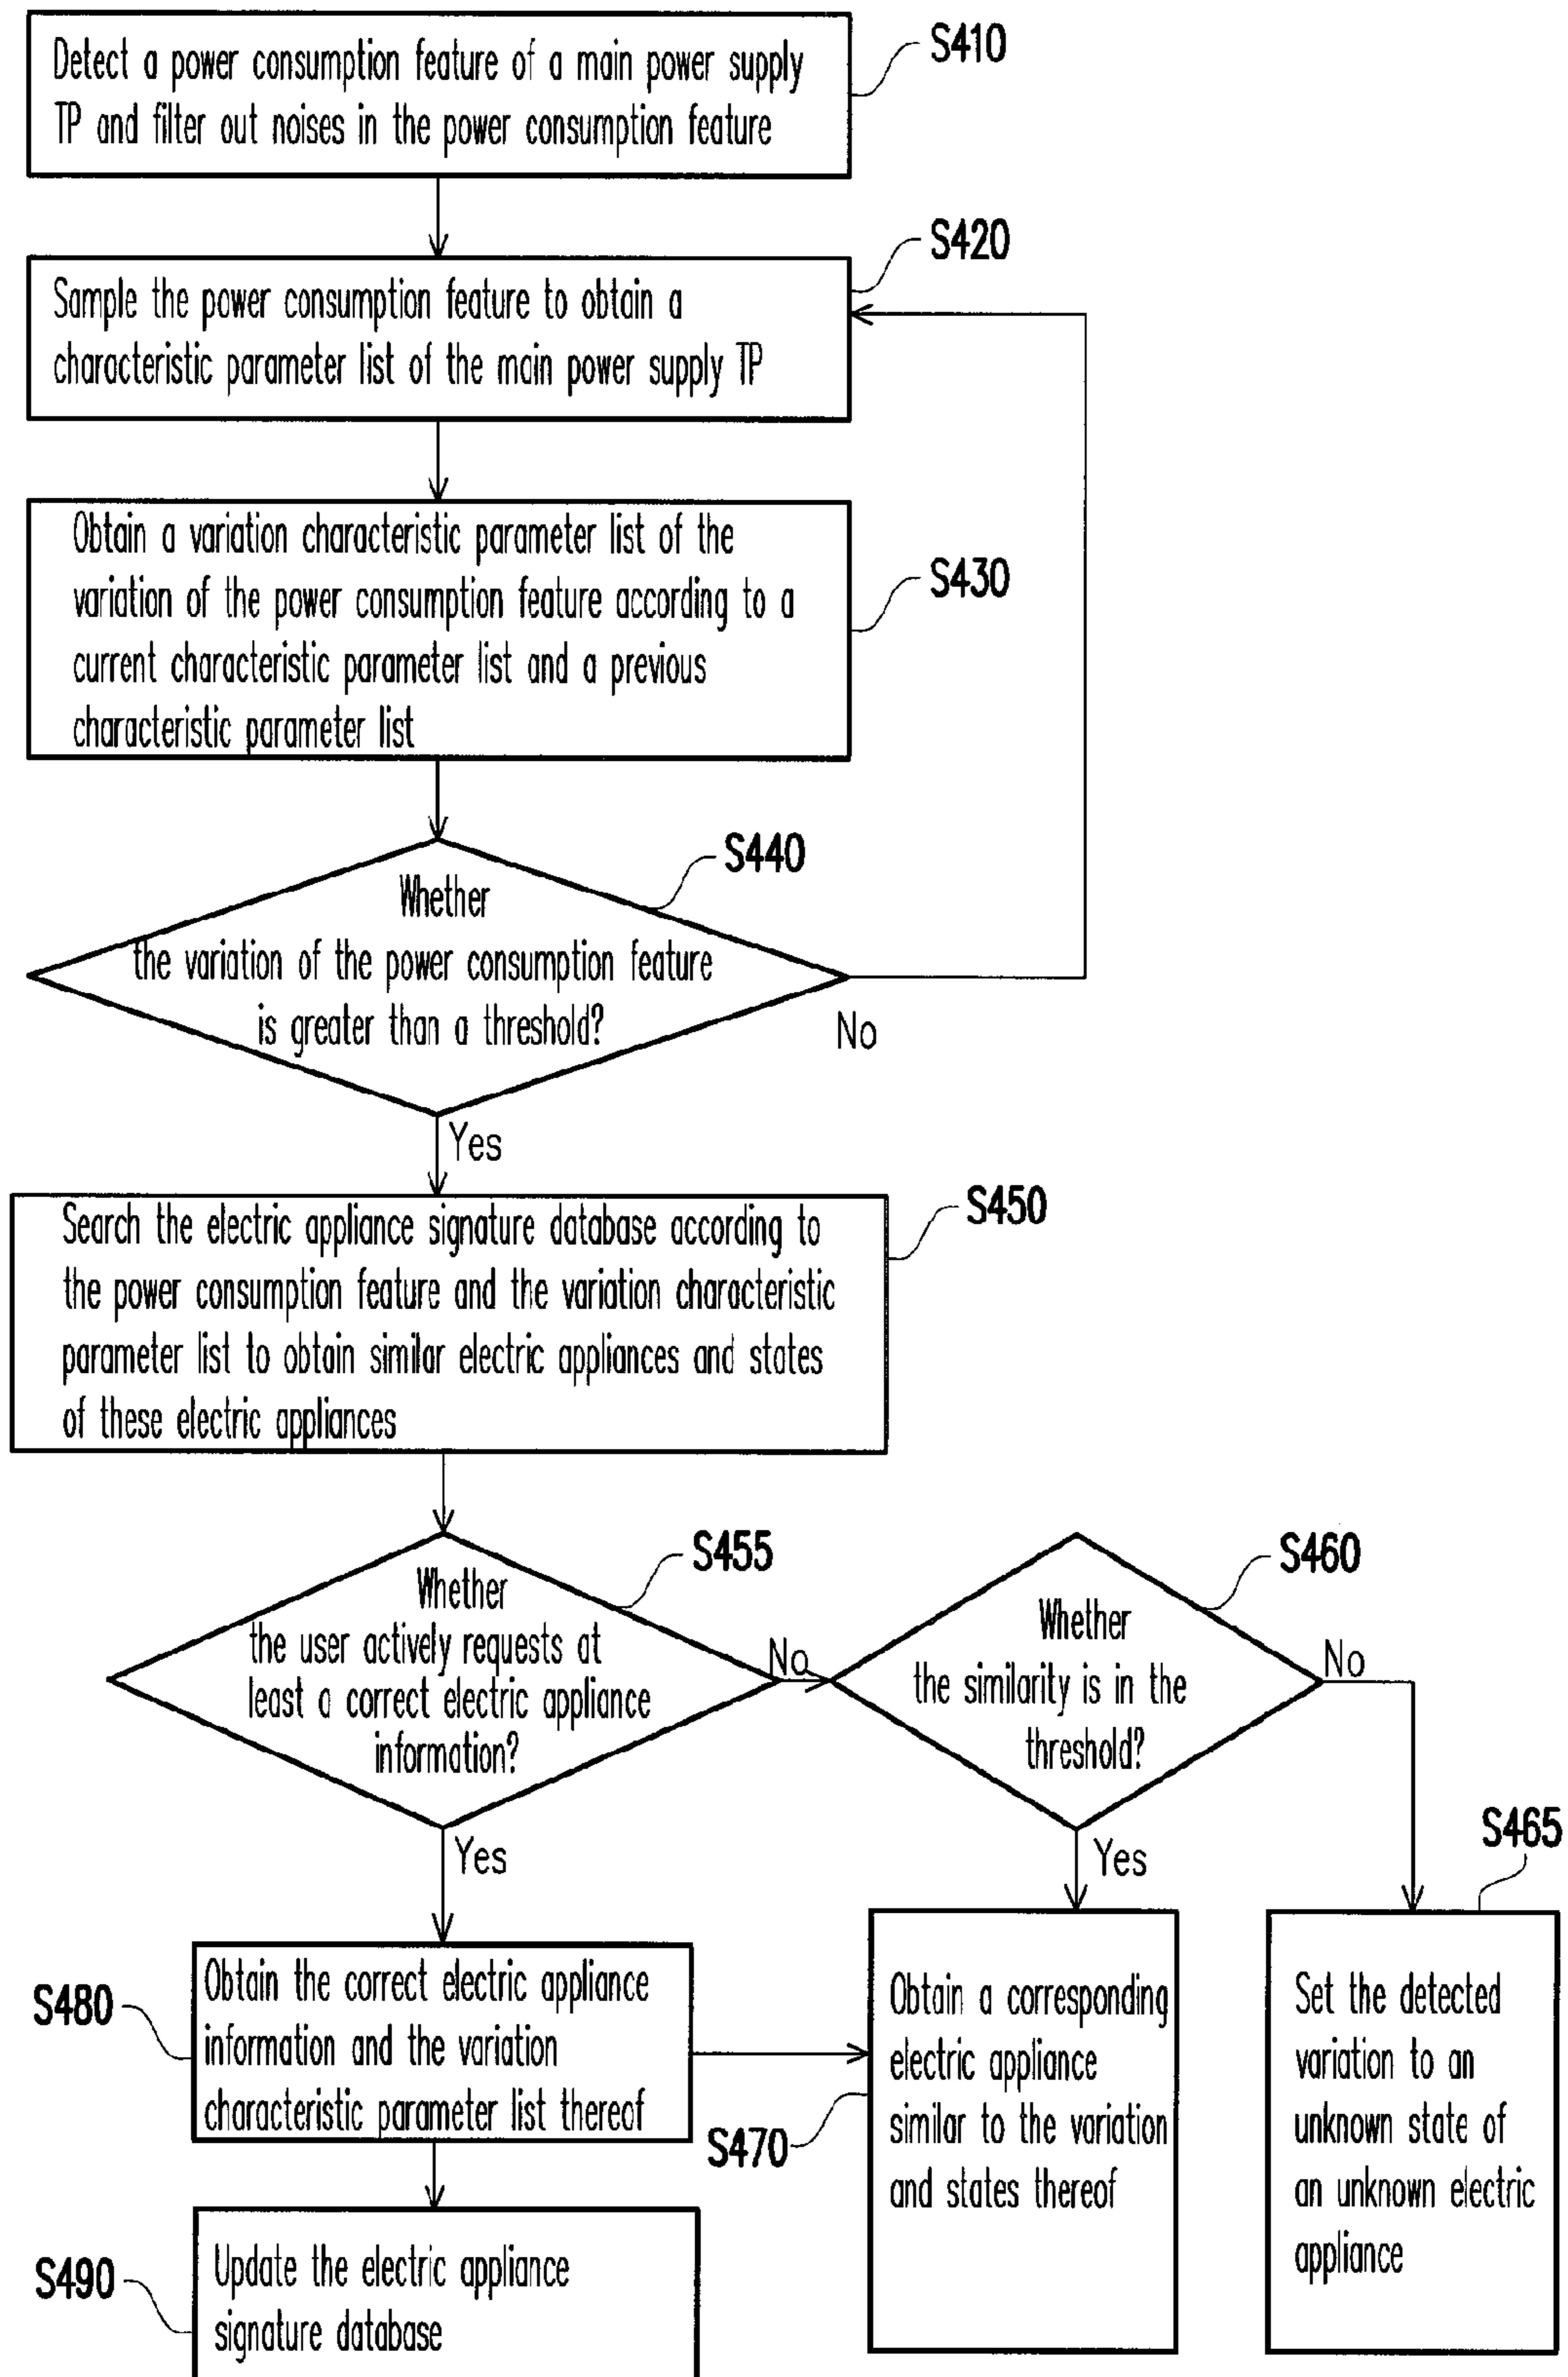 Detect a power consumption feature of a main power supply
TP and filter out noises in the power consumption feature
S410
S420
Sample the power consumption feature to obtain a
characteristic parameter list of the main power supply TP
Obtain a variation characteristic parameter list of the
variation of the power consumption feature according to a
current characteristic parameter list and a previous
characteristic parameter list
S430
S440
Whether
the variation of the power consumption feature
is greater than a threshold?
No
Yes
S450
Search the electric appliance signature database according to
the power consumption feature and the variation characteristic
parameter list to obtain similar electric appliances and states
of these electric appliances
S455
Whether
the user actively requests at
least a correct electric appliance
information?
No
Yes
S460
Whether
the similarity is in the
threshold?
No
Yes
S465
S480
Obtain the correct electric appliance
information and the variation
characteristic parameter list thereof
S470
Obtain a corresponding
electric appliance
similar to the variation
and states thereof
Set the detected
variation to an
unknown state of
an unknown electric
appliance
S490
Update the electric appliance
signature database